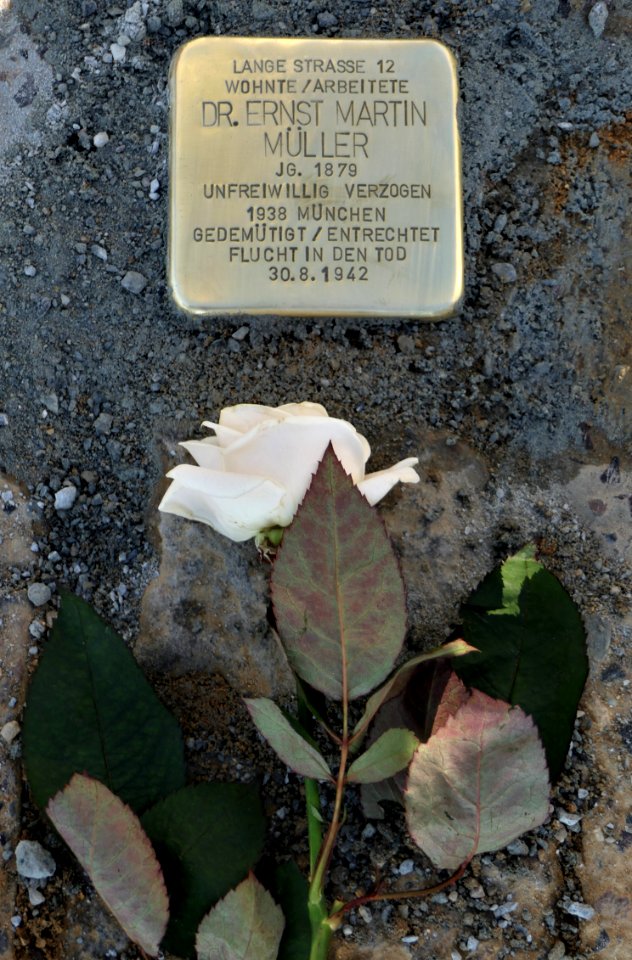 LANGE STRASSE 12
WOHNTE/ARBEITETE
DR. ERNST MARTIN
MÜLLER
JG. 1879
UNFREIWILLIG VERZOGEN
1938 MÜNCHEN
GEDEMÜTIGT/ENTRECHTET
FLUCHT IN DEN TOD
30.8.1942